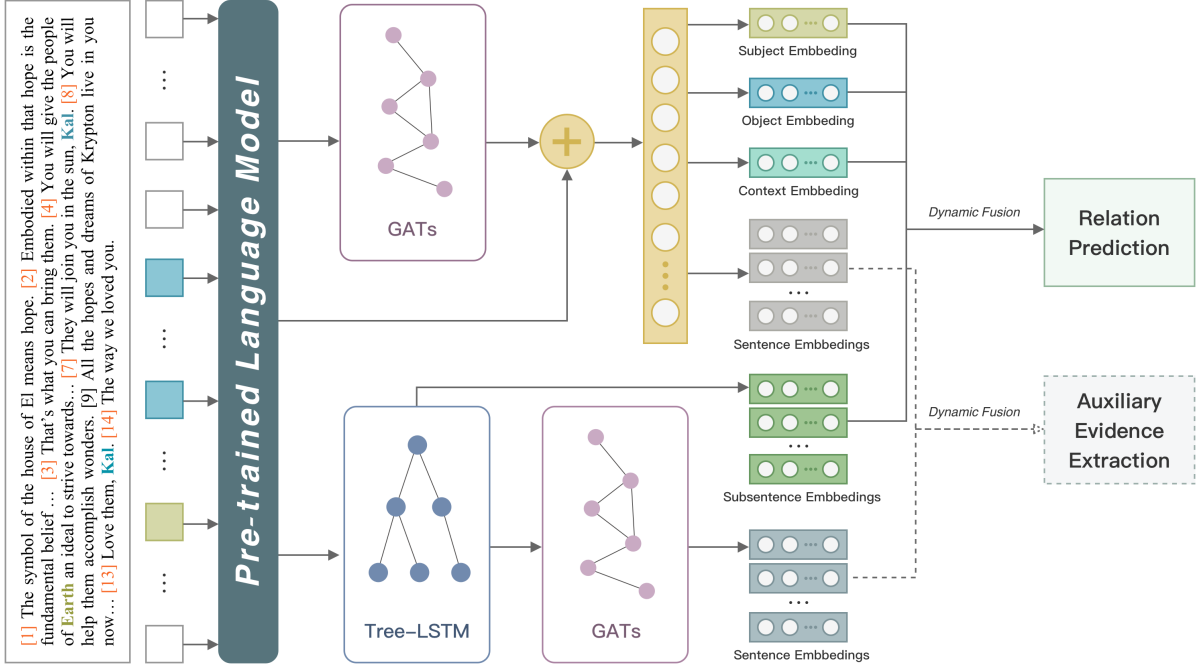 [1] The symbol of the house of El means hope. [2] Embodied within that hope is the
fundamental belief ... [3] That's what you can bring them. [4] You will give the people
of Earth an ideal to strive towards... [7] They will join you in the sun, Kal. [8] You will
help them accomplish wonders. [9] All the hopes and dreams of Krypton live in you
now... [13] Love them, Kal. [14] The way we loved you.
Pre-trained Language Model
GATs
Tree-LSTM
GATs
Subject Embbeding
Object Embbeding
Context Embbeding
Sentence Embbedings
Subsentence Embbedings
Sentence Embbedings
Dynamic Fusion
Relation
Prediction
Dynamic Fusion
Auxiliary
Evidence
Extraction